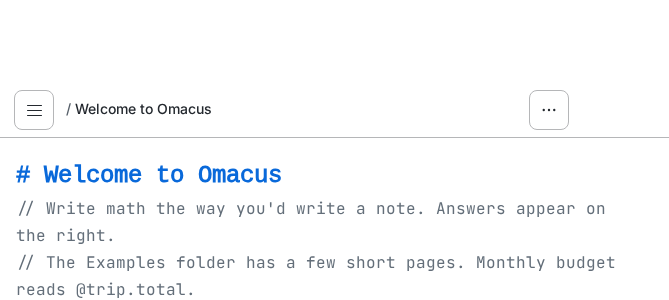 / Welcome to Omacus
...
# Welcome to Omacus
// Write math the way you'd write a note. Answers appear on
the right.
// The Examples folder has a few short pages. Monthly budget
reads @trip.total.